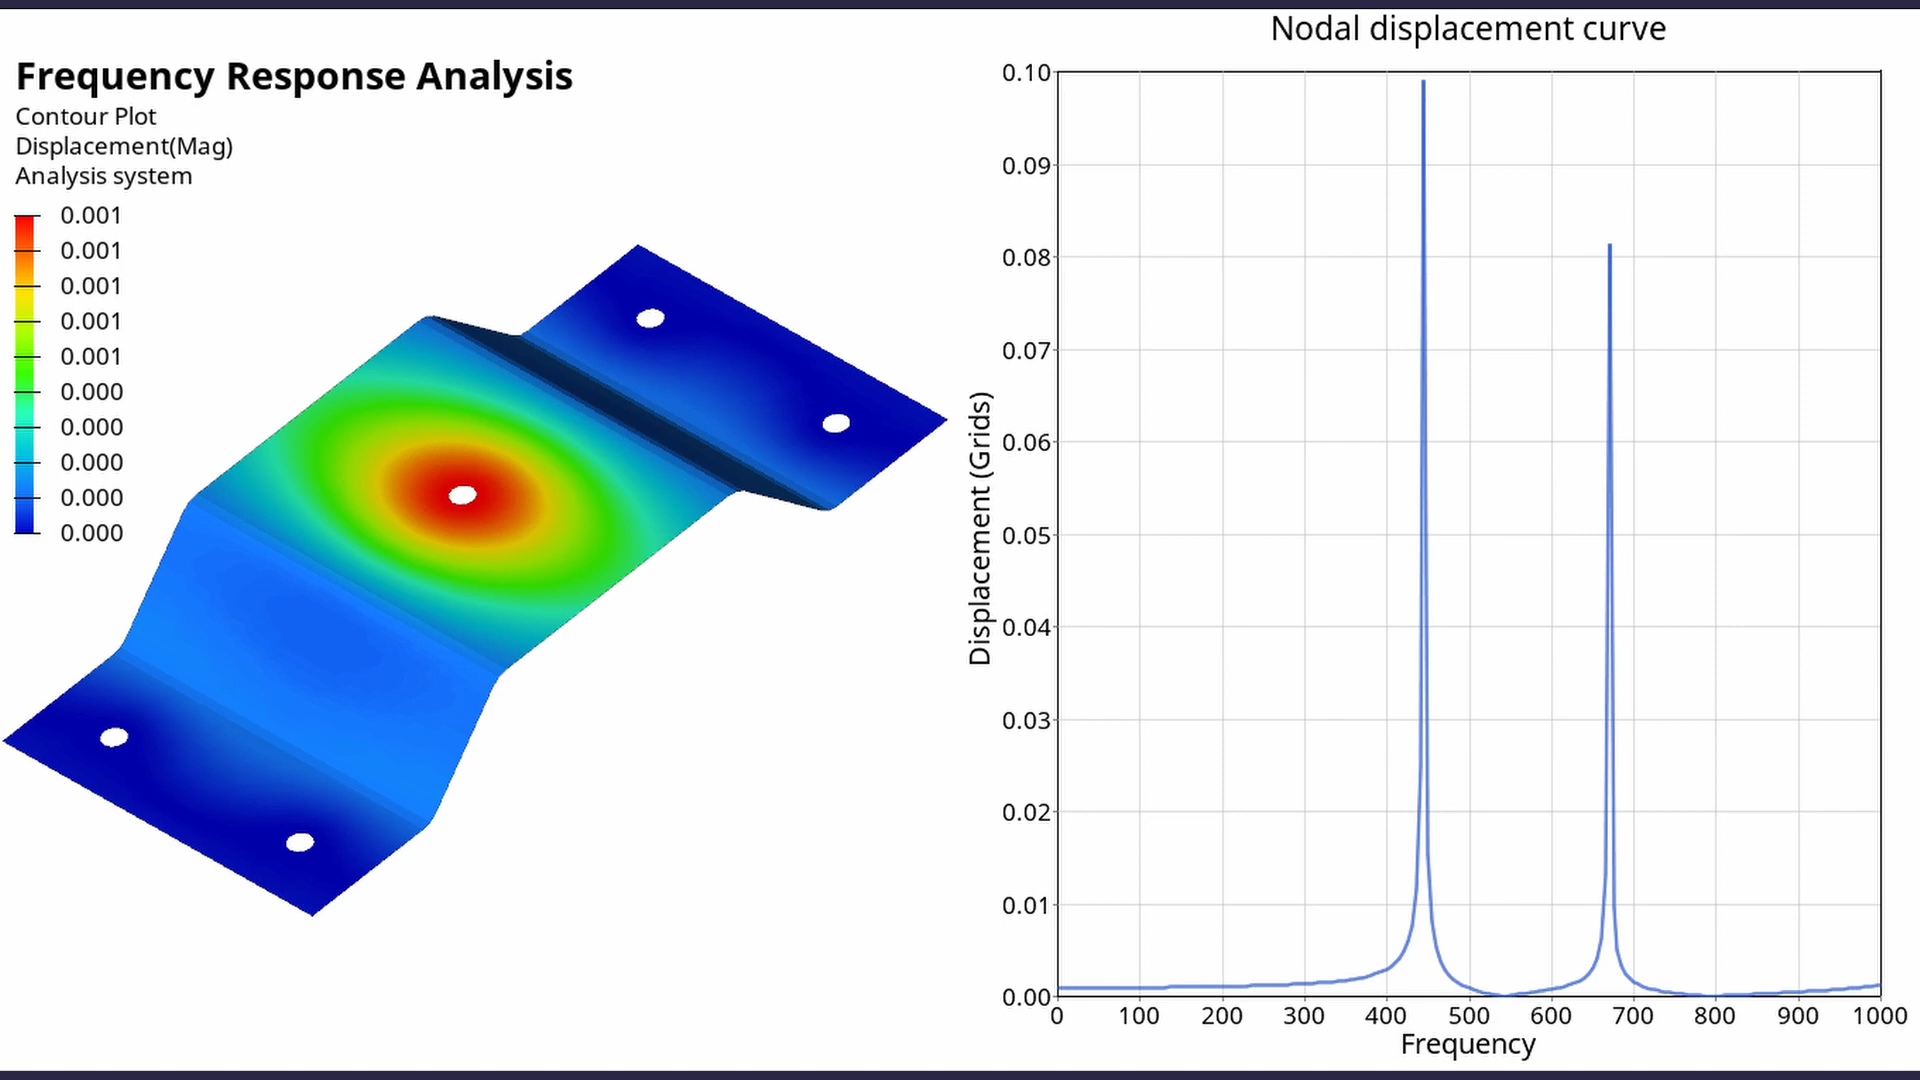 Frequency Response Analysis
Contour Plot
Displacement(Mag)
Analysis system
0.001
0.001
0.001
0.001
0.001
0.000
0.000
0.000
0.000
0.000
Nodal displacement curve
Displacement (Grids)
0.10
0.09
0.08
0.07
0.06
0.05
0.04
0.03
0.02
0.01
0.00
0 100 200 300 400 500 600 700 800 900 1000
Frequency